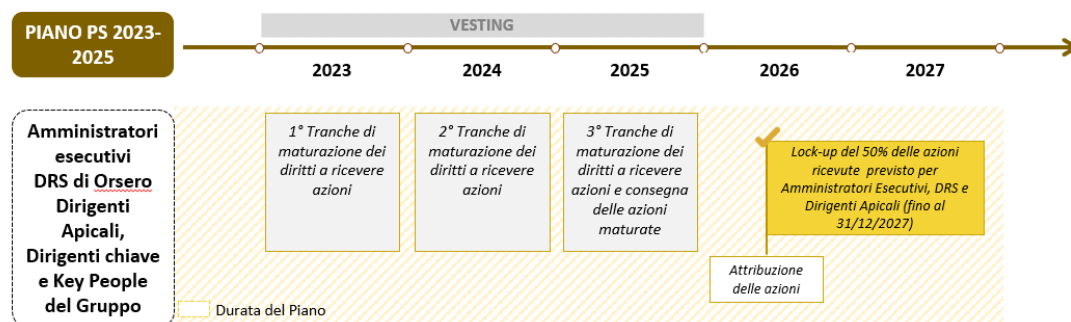 PIANO PS 2023-
2025
VESTING
2023
2024
2025
2026
2027
Amministratori
esecutivi
DRS di Orsero
Dirigenti
Apicali,
Dirigenti chiave
e Key People
del Gruppo
1° Tranche di
maturazione dei
diritti a ricevere
azioni
2° Tranche di
maturazione dei
diritti a ricevere
azioni
3° Tranche di
maturazione dei
diritti a ricevere
azioni e consegna
delle azioni
maturate
Lock-up del 50% delle azioni
ricevute previsto per
Amministratori Esecutivi, DRS e
Dirigenti Apicali (fino al
31/12/2027)
Attribuzione
delle azioni
Durata del Piano